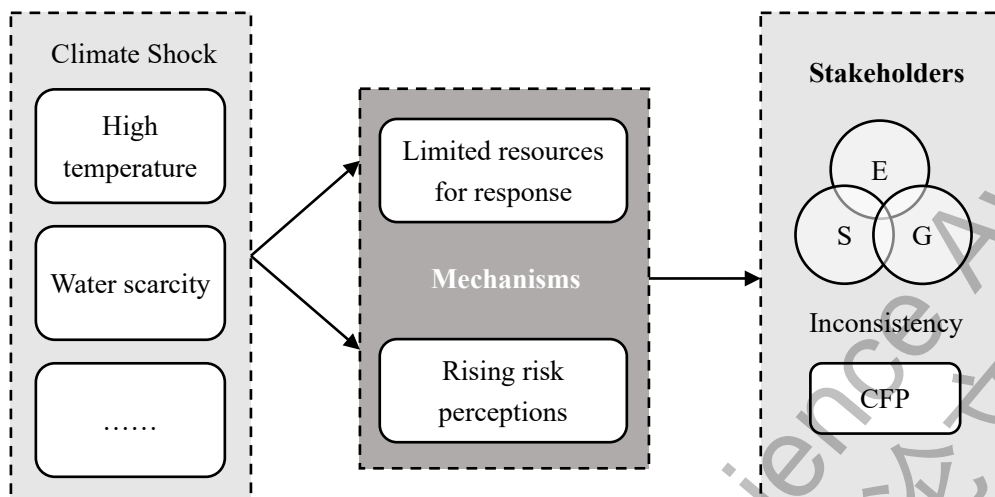 Climate Shock
High
temperature
Water scarcity
……
Limited resources
for response
Mechanisms
Rising risk
perceptions
Stakeholders
E
S
G
Inconsistency
CFP